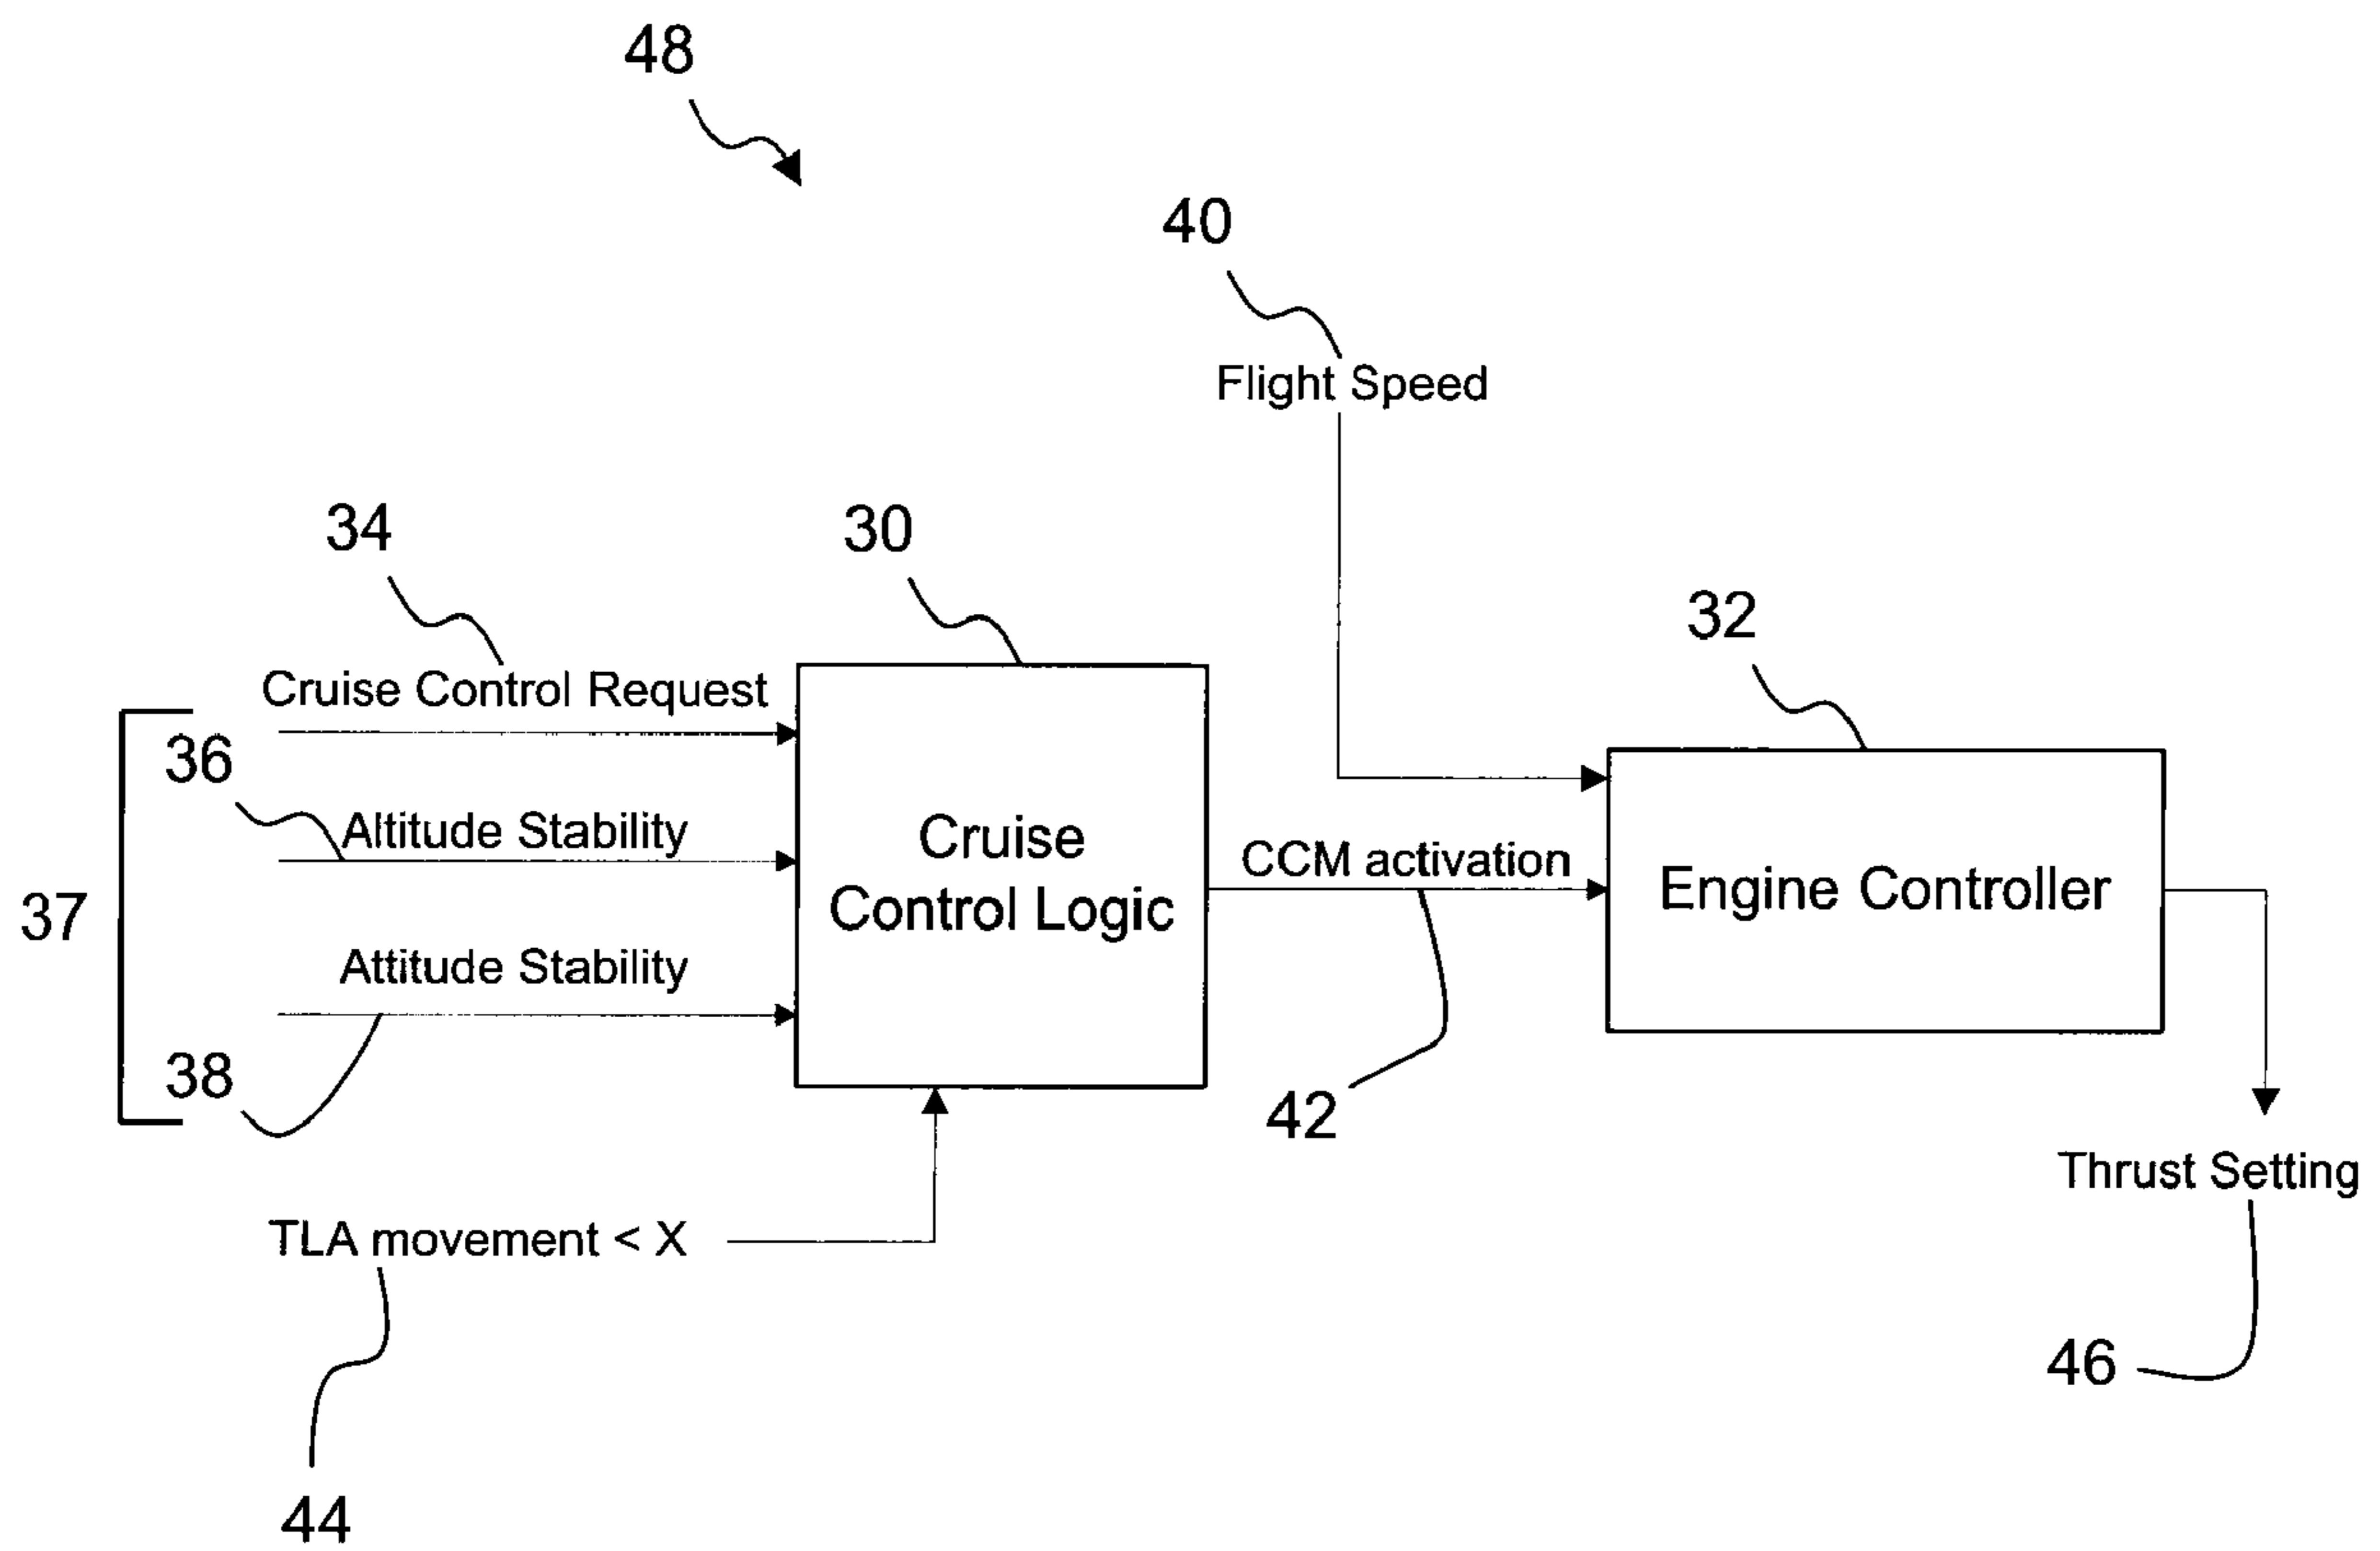 48
40
Flight Speed
34
30
32
Cruise Control Request
36
Altitude Stability
37
Attitude Stability
38
Cruise
Control Logic
CCM activation
42
Engine Controller
TLA movement < X
44
Thrust Setting
46